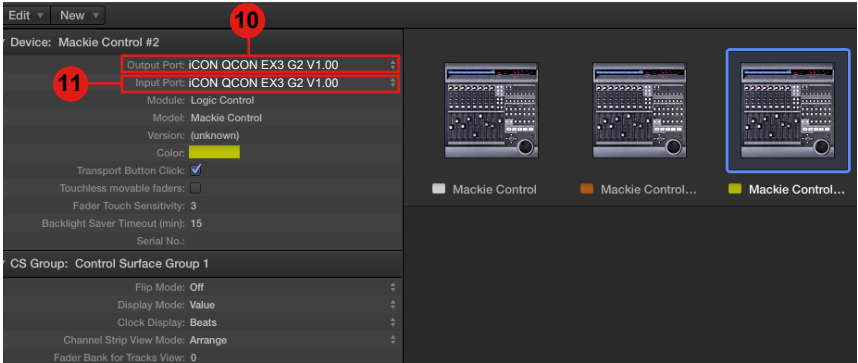 Edit New
10
Device: Mackie Control #2
Output Port: iCON QCON EX3 G2 V1.00
11
Input Port: iCON QCON EX3 G2 V1.00
Module: Logic Control
Model: Mackie Control
Version: (unknown)
Color:
Transport Button Click:
Touchless movable faders:
Fader Touch Sensitivity: 3
Backlight Saver Timeout (min): 15
Serial No.:
CS Group: Control Surface Group 1
Flip Mode: Off
Display Mode: Value
Clock Display: Beats
Channel Strip View Mode: Arrange
Fader Bank for Tracks View: 0
Mackie Control
Mackie Control...
Mackie Control...